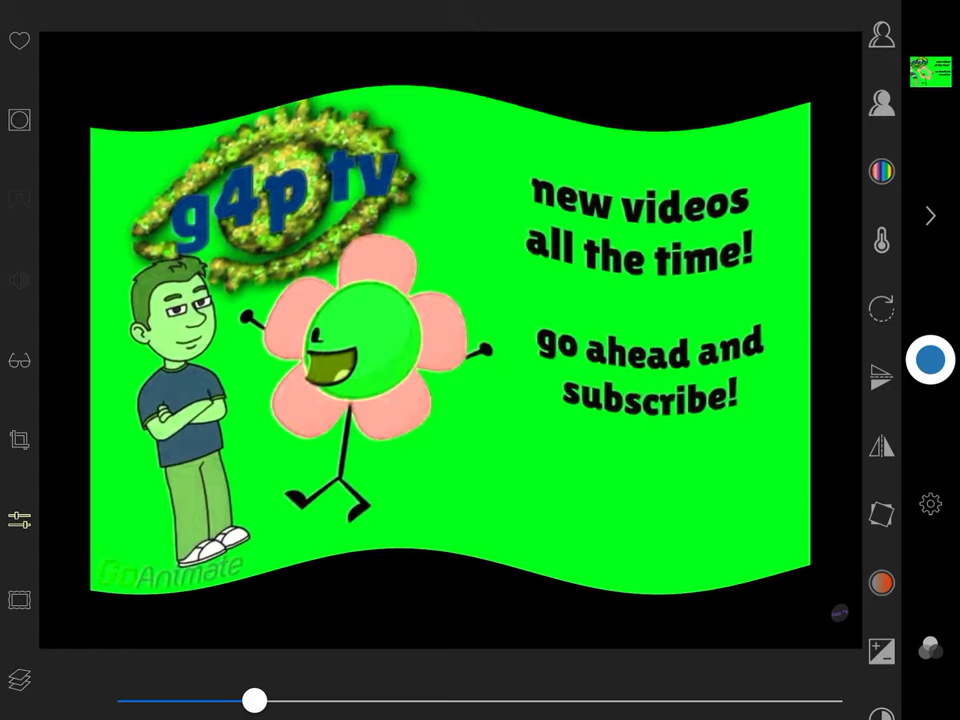 g4p tv
new videos
all the time!
go ahead and
subscribe!
GoAnimate